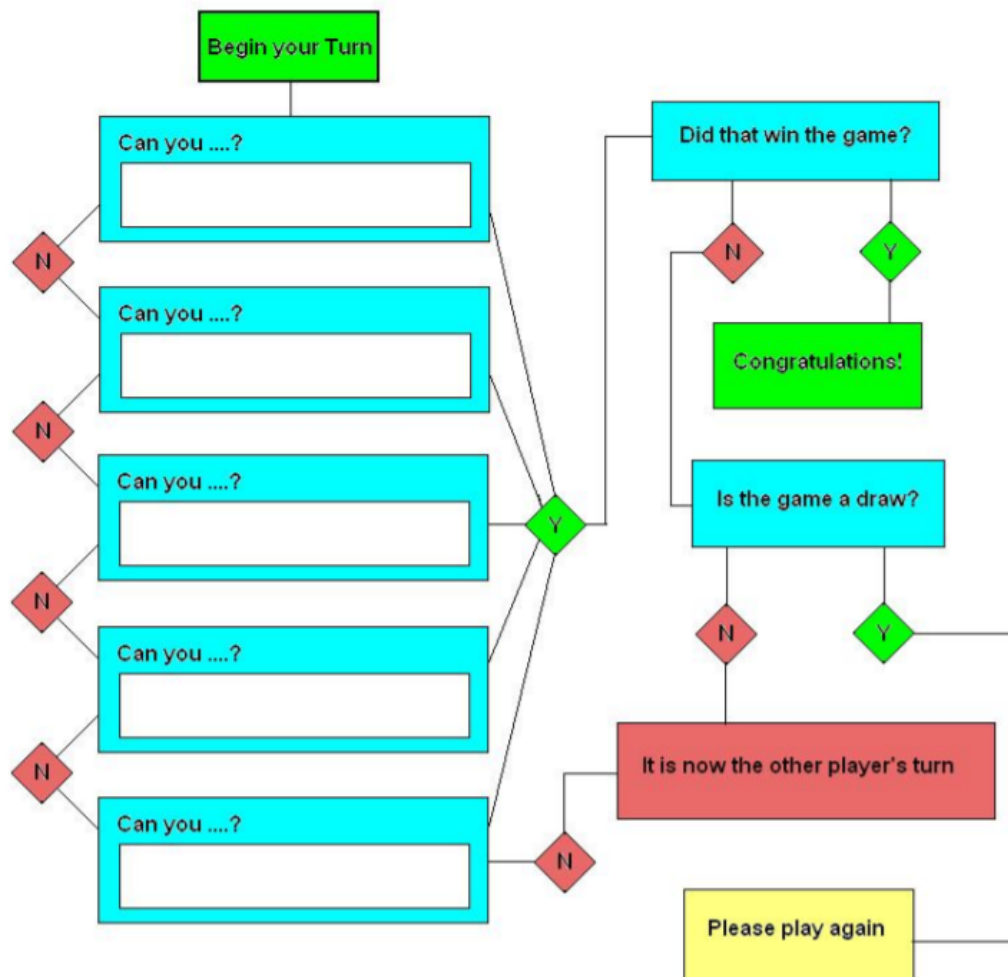 Begin your Turn
Can you ....?
N
Can you ....?
N
Can you ....?
N
Can you ....?
N
Can you ....?
Y
N
Did that win the game?
N
Y
Congratulations!
Is the game a draw?
N
Y
It is now the other player's turn
Please play again